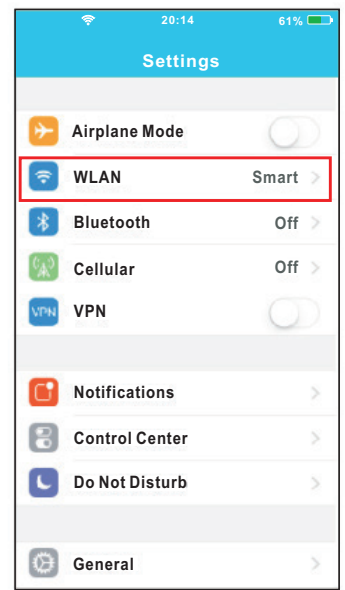 20:14 61%
Settings
Airplane Mode
WLAN Smart
Bluetooth Off
Cellular Off
VPN VPN
Notifications
Control Center
Do Not Disturb
General